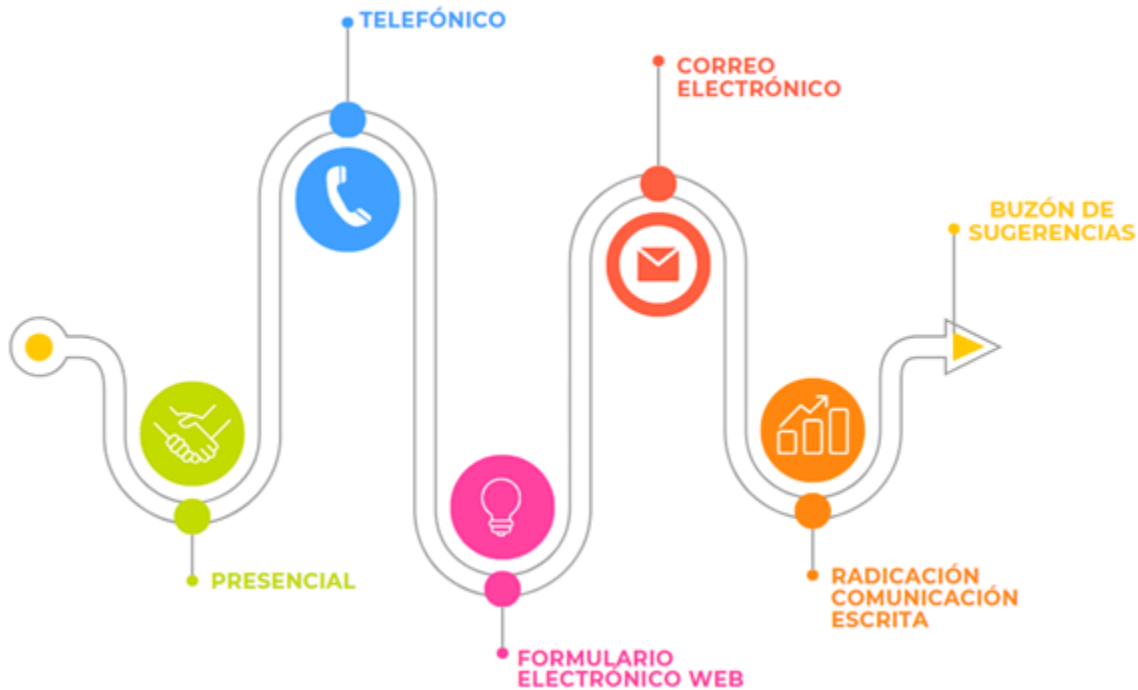 TELEFÓNICO
CORREO
ELECTRÓNICO
BUZÓN DE
SUGERENCIAS
PRESENCIAL
RADICACIÓN
COMUNICACIÓN
ESCRITA
FORMULARIO
ELECTRÓNICO WEB